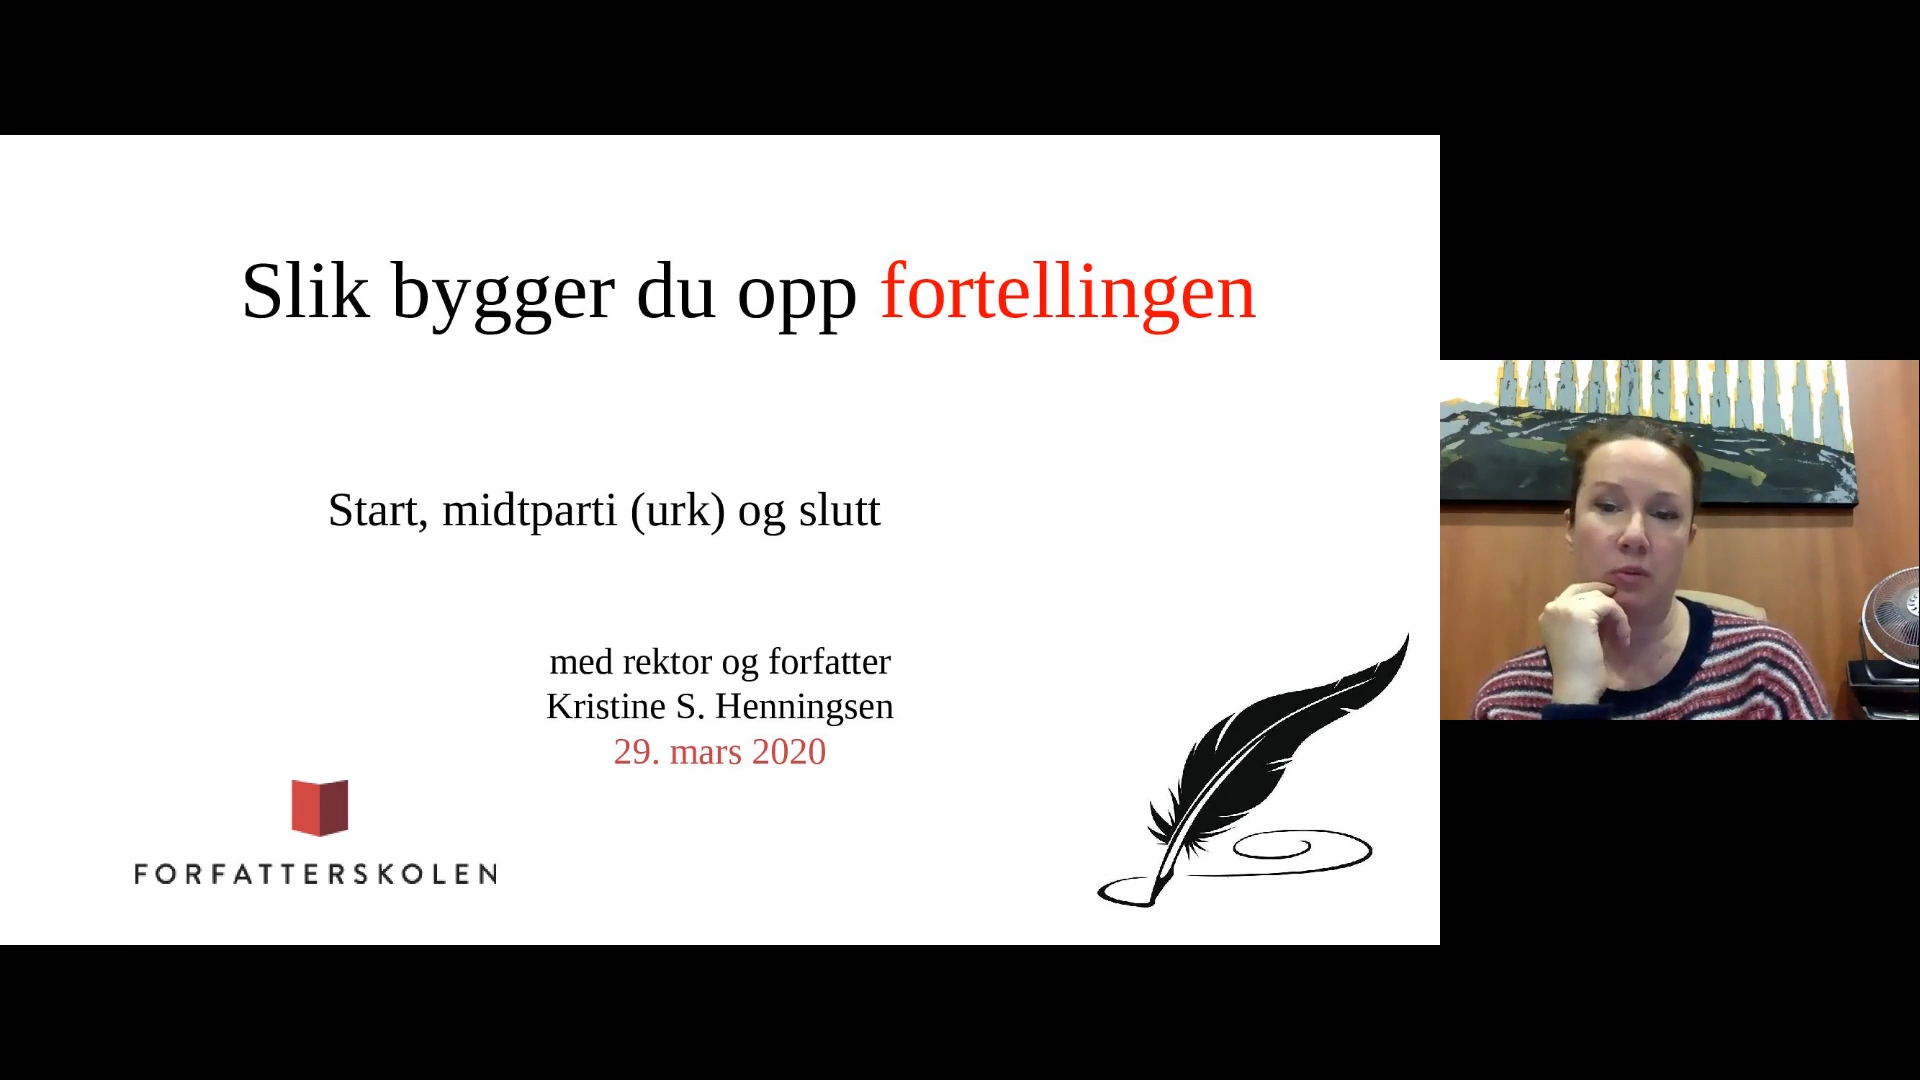 Slik bygger du opp fortellingen
Start, midtparti (urk) og slutt
med rektor og forfatter
Kristine S. Henningsen
29. mars 2020
FORFATTERSKOLEN